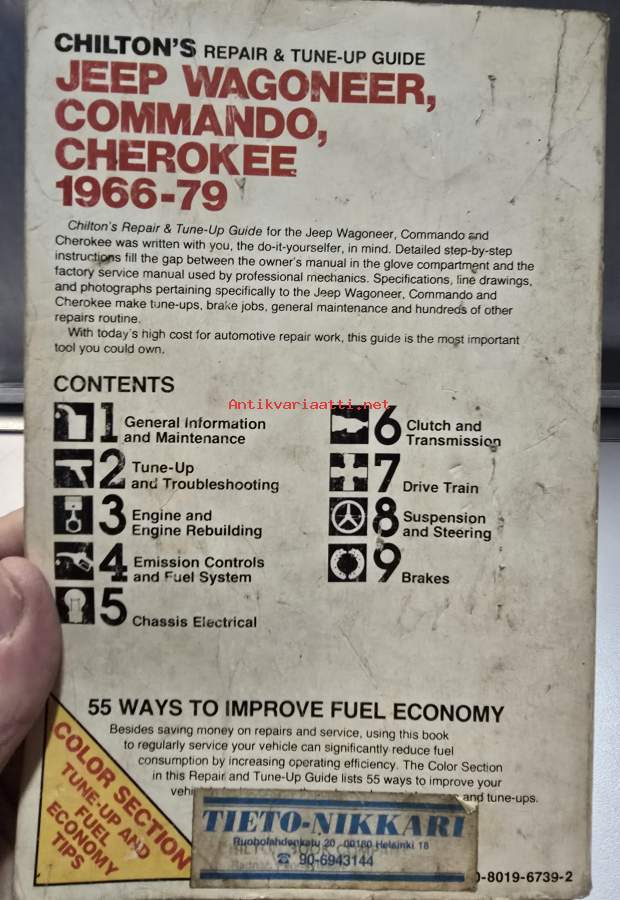 CHILTON'S REPAIR & TUNE-UP GUIDE
JEEP WAGONEER,
COMMANDO,
CHEROKEE
1966-79
Chilton's Repair & Tune-Up Guide for the Jeep Wagoneer, Commando and
Cherokee was written with you, the do-it-yourselfer, in mind. Detailed step-by-step
instructions fill the gap between the owner's manual in the glove compartment and the
factory service manual used by professional mechanics. Specifications, line drawings,
and photographs pertaining specifically to the Jeep Wagoneer, Commando and
Cherokee make tune-ups, brake jobs, general maintenance and hundreds of other
repairs routine.
With today's high cost for automotive repair work, this guide is the most important
tool you could own.
CONTENTS
Antikvariaatti.net
1 General Information
and Maintenance
2 Tune-Up
and Troubleshooting
3 Engine and
Engine Rebuilding
4 Emission Controls
and Fuel System
5 Chassis Electrical
6 Clutch and
Transmission
7 Drive Train
8 Suspension
and Steering
9 Brakes
55 WAYS TO IMPROVE FUEL ECONOMY
Besides saving money on repairs and service, using this book
to regularly service your vehicle can significantly reduce fuel
consumption by increasing operating efficiency. The Color Section
in this Repair and Tune-Up Guide lists 55 ways to improve your
and tune-ups.
COLOR SECTION
TUNE-UP AND
FUEL
ECONOMY
TIPS
TIETO-NIKKARI
Ruoholahdenkatu 20 00180 Helsinki 18
☎ 90-6943144
0-8019-6739-2